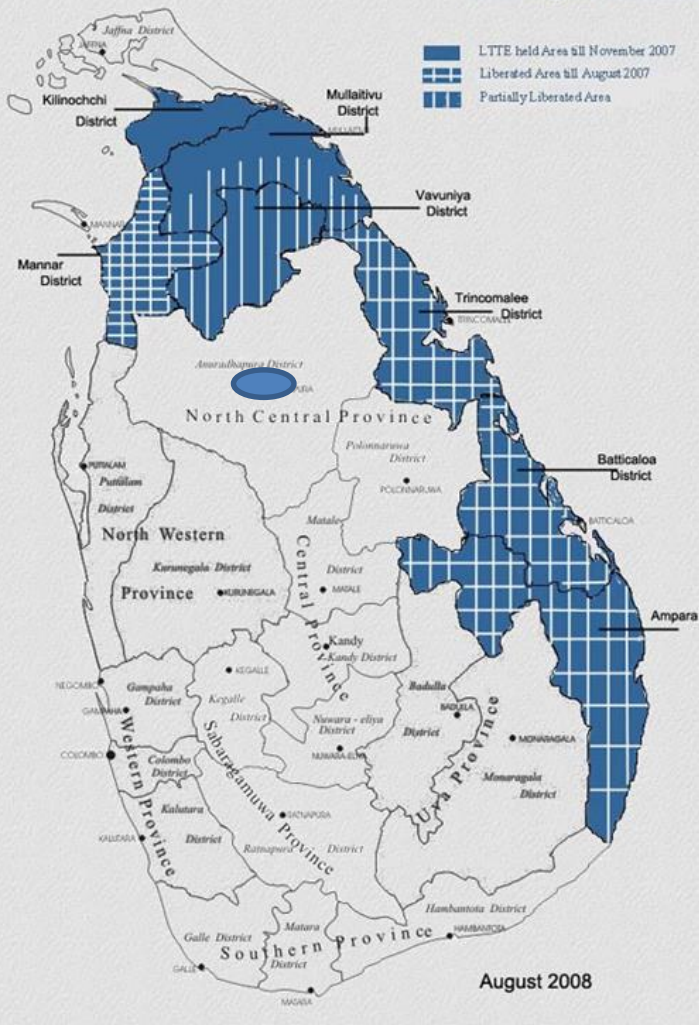 Jaffna District
JAFFNA
LTTE held Area till November 2007
Liberated Area till August 2007
Partially Liberated Area
Kilinochchi
District
Mullaitivu
District
Vavuniya
District
MANNAR
Mannar
District
Trincomalee
District
Anuradhapura District
North Central Province
Polonnaruwa
District
POLONNARUWA
Batticaloa
District
BATTICALOA
PUTTALAM
Puttalam
District
North Western
Province
Kurunegala District
KURUNEGALA
Matale
District
MATALE
Central Province
Kandy
Kandy District
Ampara
KEGALLE
Kegalle
District
NEGOMBO
Gampaha
District
GAMPAHA
Badulla
BADULLA
District
Nuwara - eliya
District
Uva Province
MONARAGALA
Monaragala
District
COLOMBO
Colombo
District
Western Province
Sabaragamuwa Province
Kalutara
District
KALUTARA
RATNAPURA
Ratnapura District
Hambantota District
HAMBANTOTA
Galle District
Matara
District
Southern Province
GALLE
MATARA
August 2008